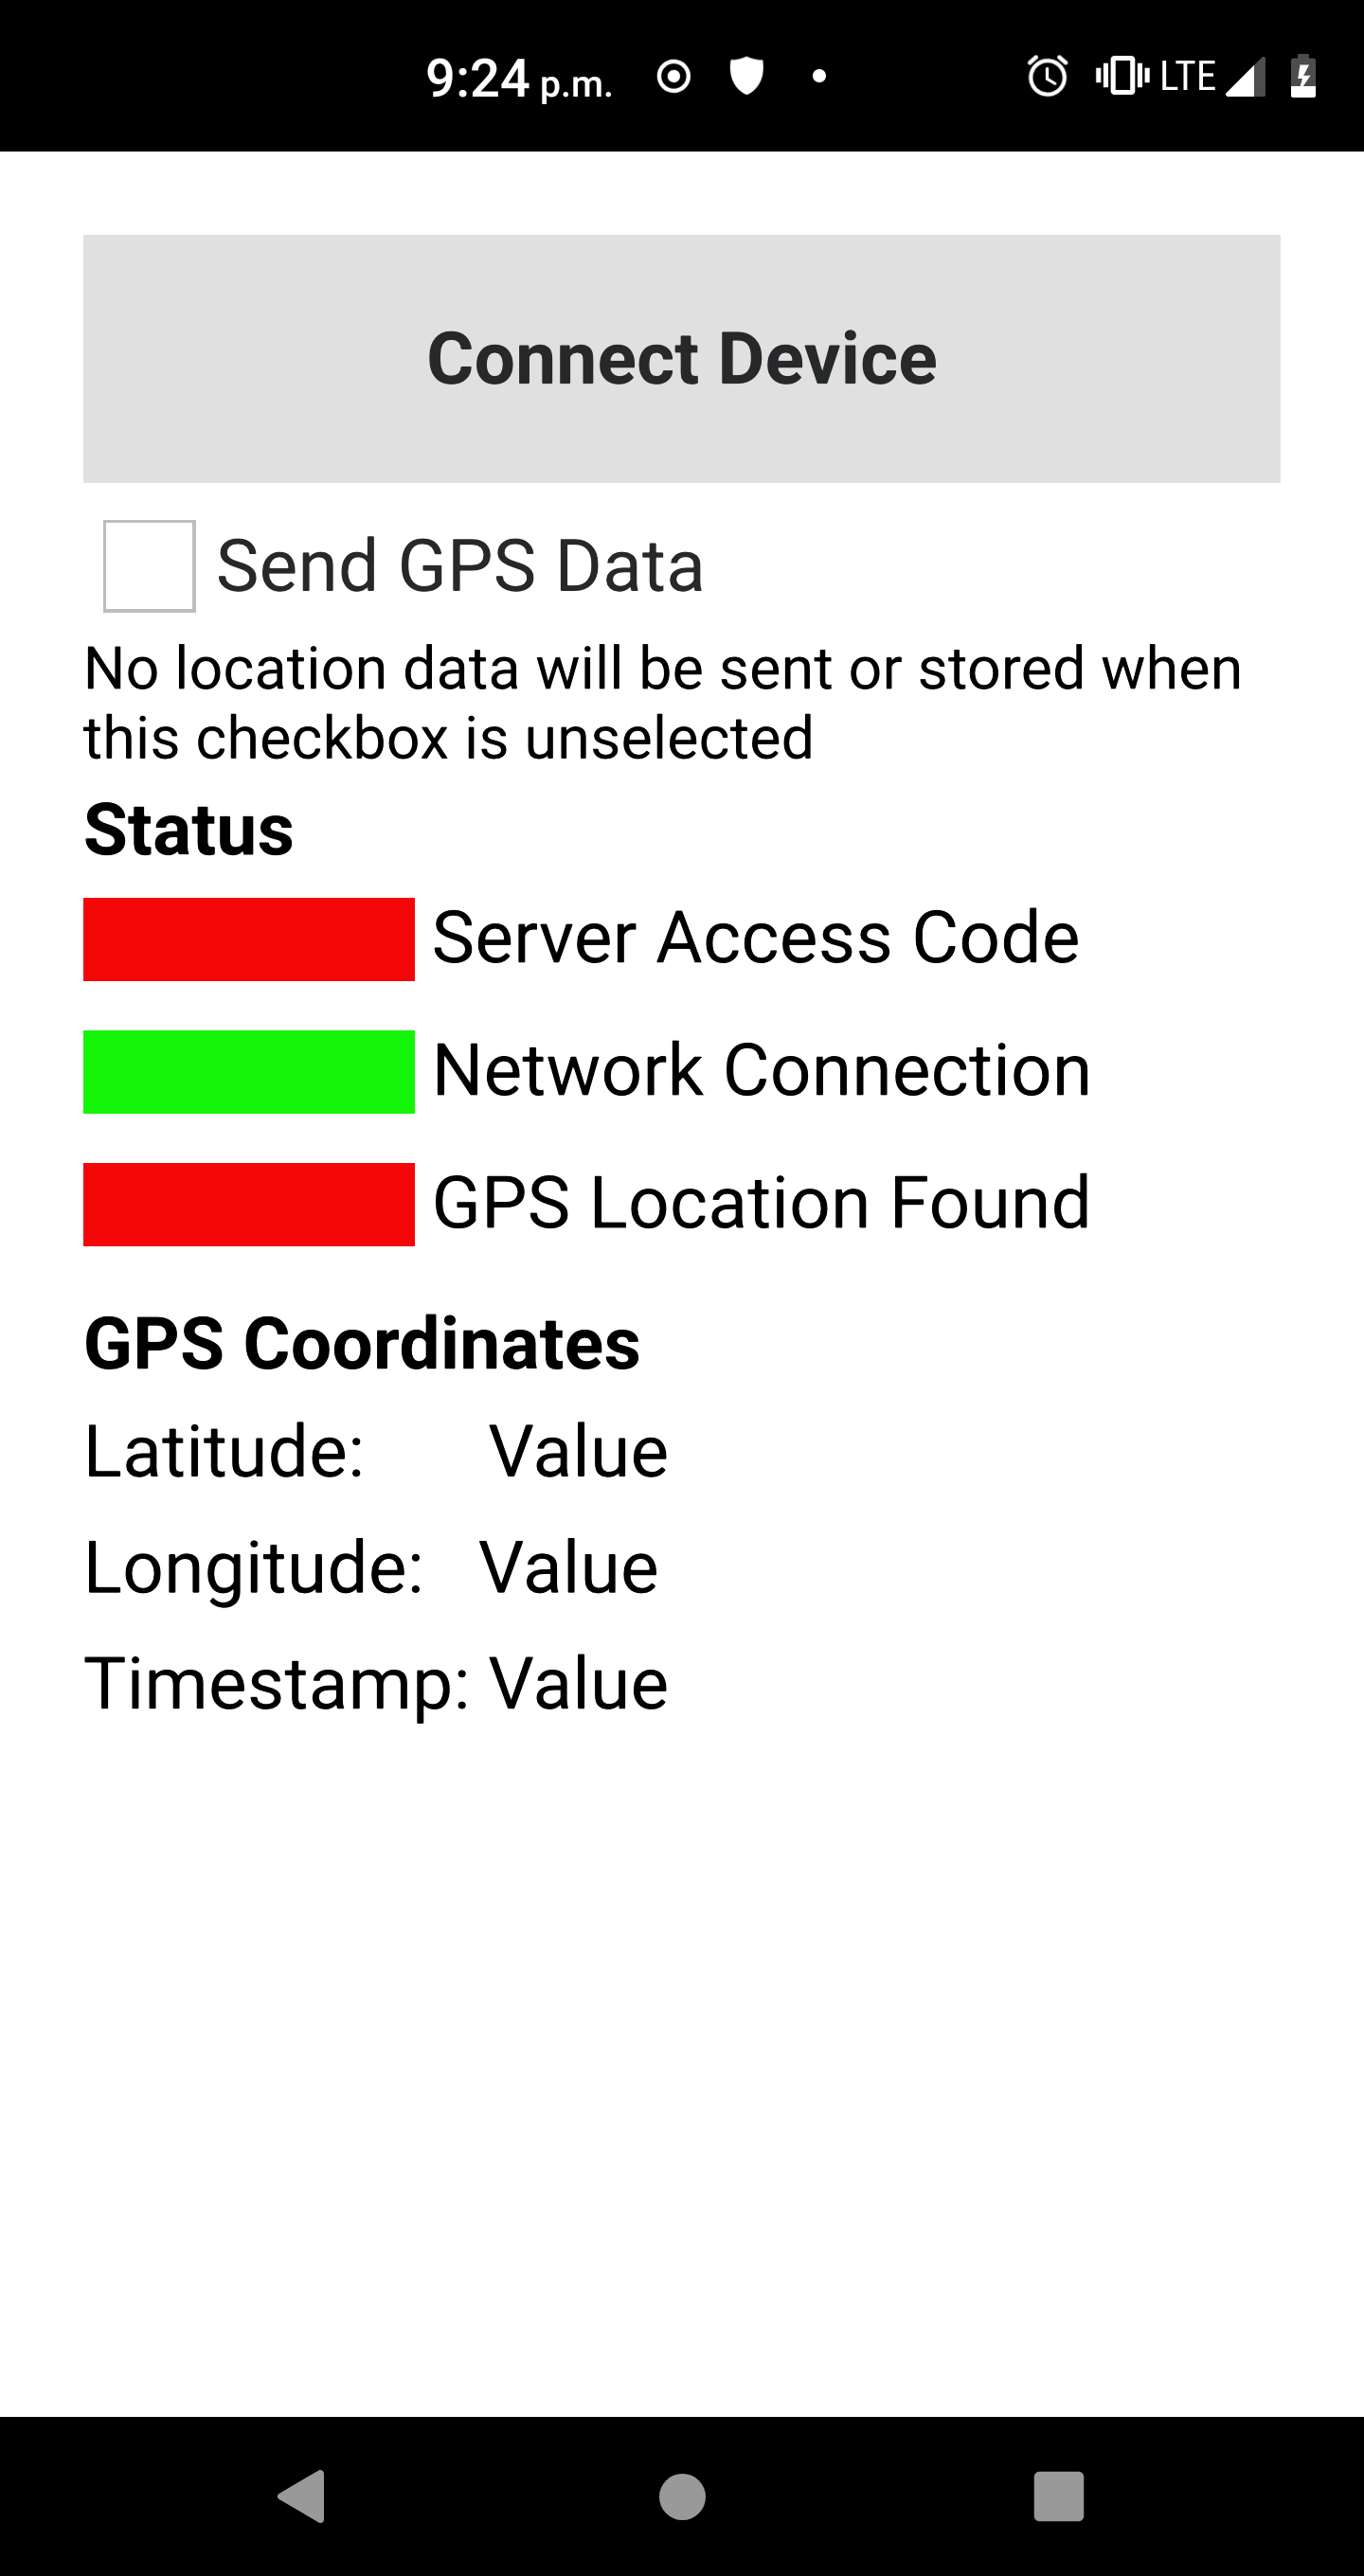 9:24 p.m. LTE
Connect Device
Send GPS Data
No location data will be sent or stored when
this checkbox is unselected
Status
Server Access Code
Network Connection
GPS Location Found
GPS Coordinates
Latitude: Value
Longitude: Value
Timestamp: Value